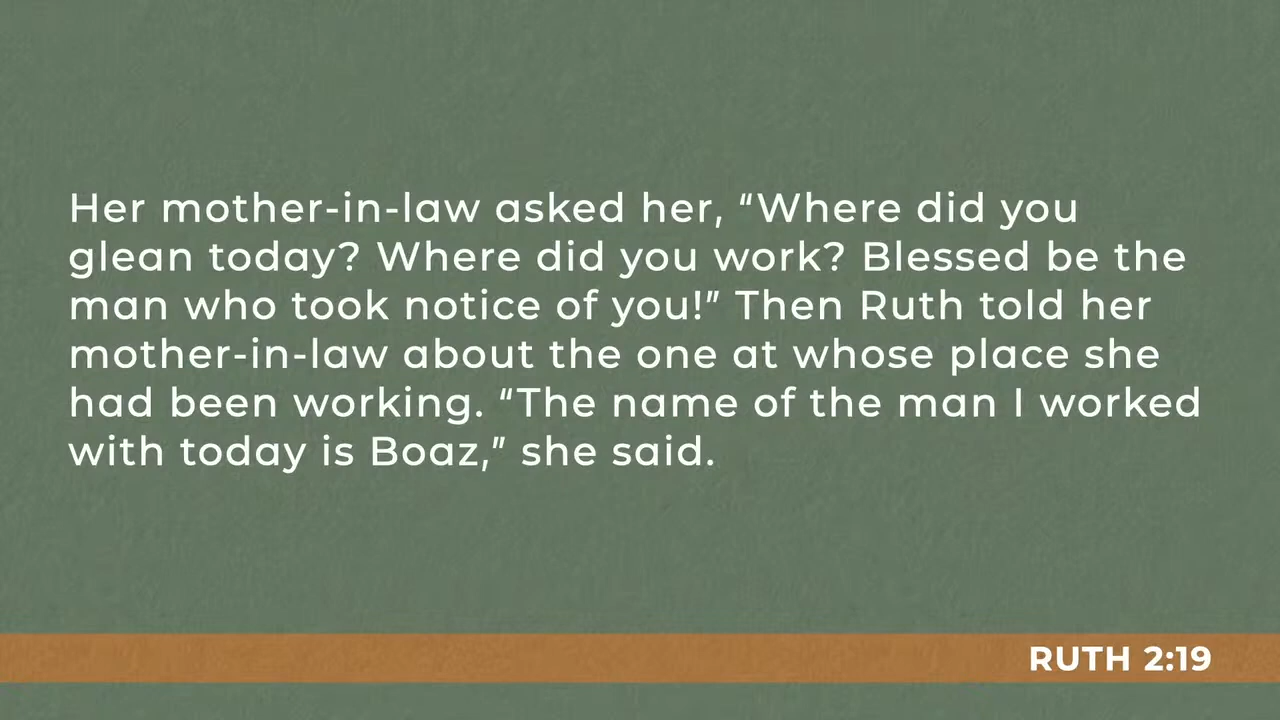 Her mother-in-law asked her, “Where did you
glean today? Where did you work? Blessed be the
man who took notice of you!” Then Ruth told her
mother-in-law about the one at whose place she
had been working. “The name of the man I worked
with today is Boaz,” she said.
RUTH 2:19